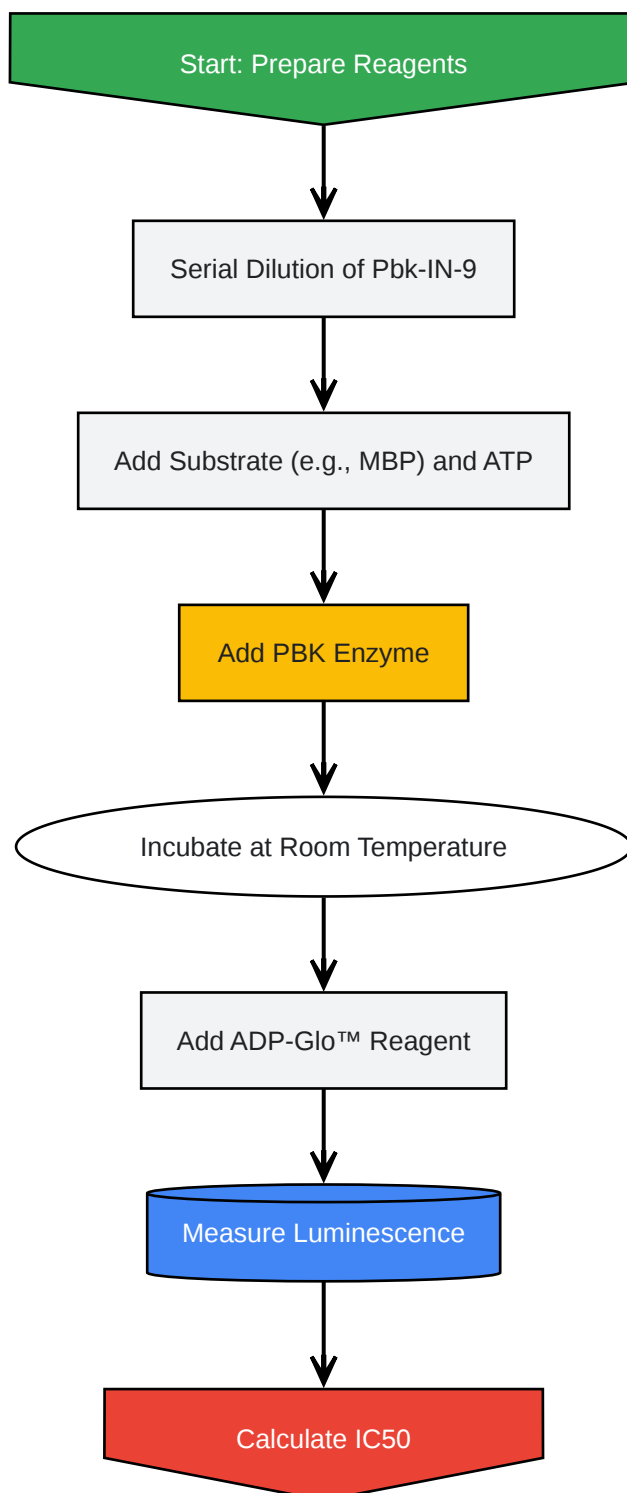 Start: Prepare Reagents
Serial Dilution of Pbk-IN-9
Add Substrate (e.g., MBP) and ATP
Add PBK Enzyme
Incubate at Room Temperature
Add ADP-Glo™ Reagent
Measure Luminescence
Calculate IC50